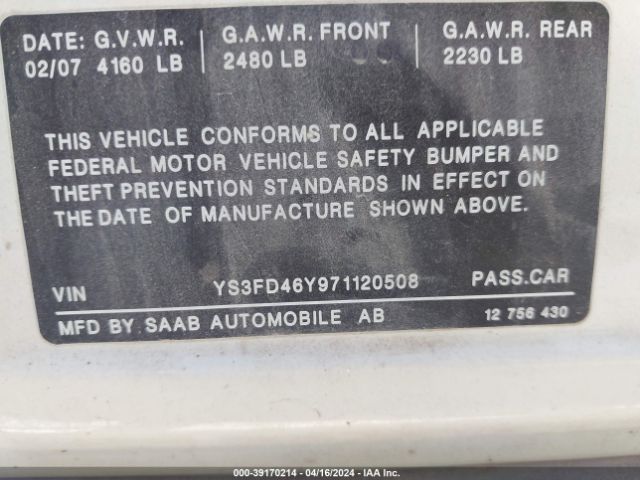 DATE: G.V.W.R. G.A.W.R. FRONT G.A.W.R. REAR
02/07 4160 LB 2480 LB 2230 LB
THIS VEHICLE CONFORMS TO ALL APPLICABLE
FEDERAL MOTOR VEHICLE SAFETY BUMPER AND
THEFT PREVENTION STANDARDS IN EFFECT ON
THE DATE OF MANUFACTURE SHOWN ABOVE.
VIN YS3FD46Y971120508 PASS.CAR
MFD BY SAAB AUTOMOBILE AB 12 756 430
000-39170214 - 04/16/2024 - IAAI Inc.